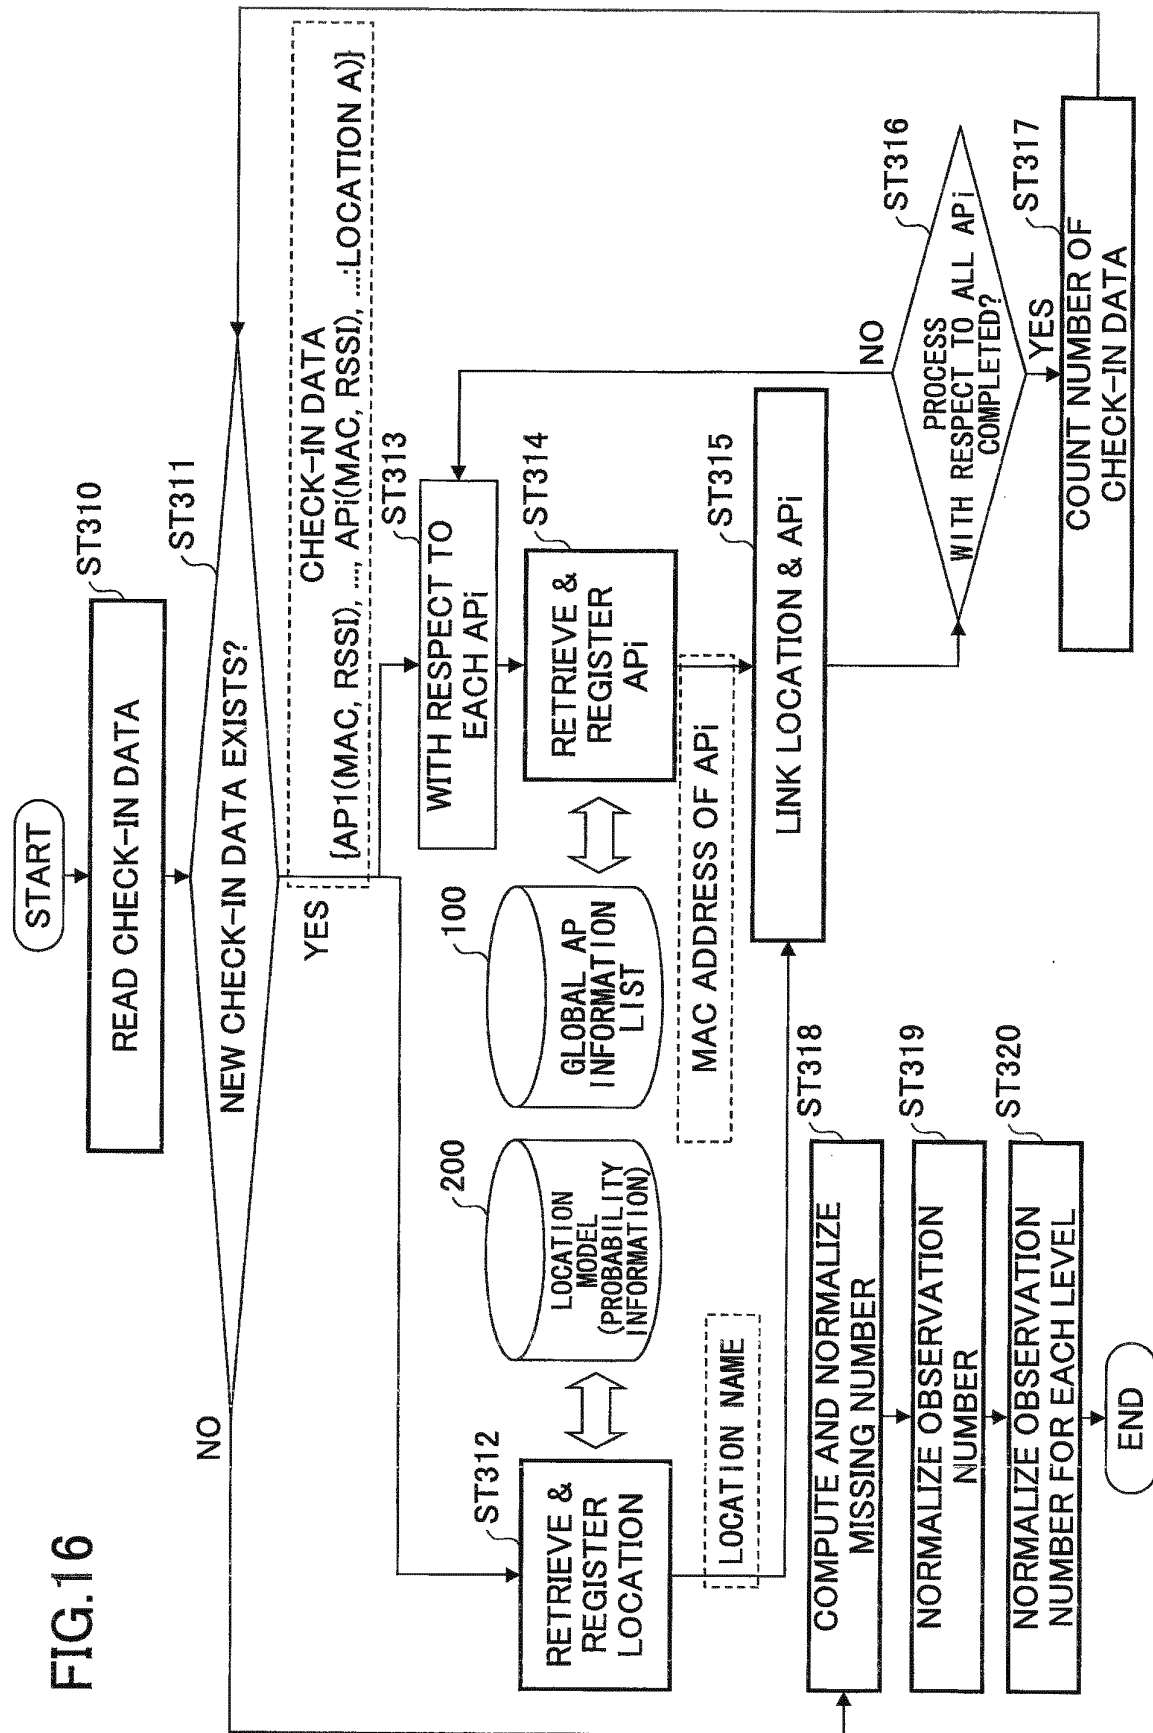 FIG.16
START
READ CHECK-IN DATA
ST310
NEW CHECK-IN DATA EXISTS?
ST311
NO
YES
CHECK-IN DATA
{AP1(MAC, RSSI), ..., APi(MAC, RSSI), ...:LOCATION A)}
RETRIEVE &
REGISTER
LOCATION
ST312
LOCATION
MODEL
(PROBABILITY
INFORMATION)
200
GLOBAL AP
INFORMATION
LIST
100
WITH RESPECT TO
EACH APi
ST313
RETRIEVE &
REGISTER
APi
ST314
LOCATION NAME
MAC ADDRESS OF APi
LINK LOCATION & APi
ST315
PROCESS
WITH RESPECT TO ALL APi
COMPLETED?
ST316
NO
YES
COUNT NUMBER OF
CHECK-IN DATA
ST317
COMPUTE AND NORMALIZE
MISSING NUMBER
ST318
NORMALIZE OBSERVATION
NUMBER
ST319
NORMALIZE OBSERVATION
NUMBER FOR EACH LEVEL
ST320
END